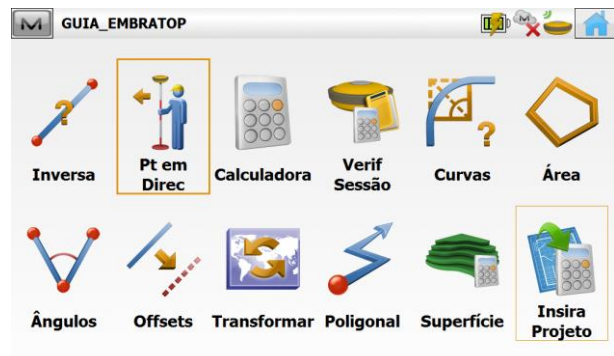 GUIA_EMBRATOP
Inversa
Pt em
Direc
Calculadora
Verif
Sessão
Curvas
Área
Ângulos
Offsets
Transformar
Poligonal
Superfície
Insira
Projeto